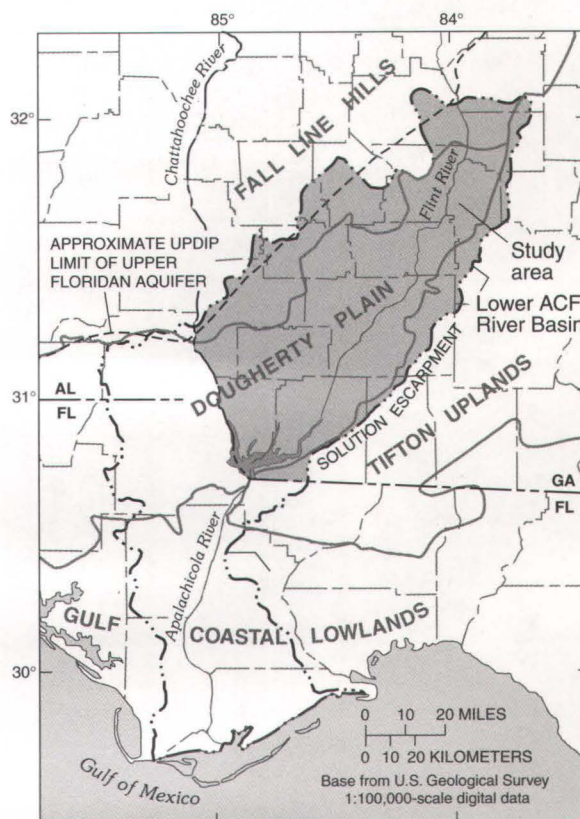 85°
84°
32°
Chattahoochee River
FALL LINE HILLS
Flint River
APPROXIMATE UPDIP
LIMIT OF UPPER
FLORIDAN AQUIFER
Study
area
Lower ACF
River Basin
DOUGHERTY PLAIN
31°
AL
FL
SOLUTION ESCARPMENT
TIFTON UPLANDS
GA
FL
Apalachicola River
GULF COASTAL LOWLANDS
30°
0 10 20 MILES
0 10 20 KILOMETERS
Gulf of Mexico
Base from U.S. Geological Survey
1:100,000-scale digital data